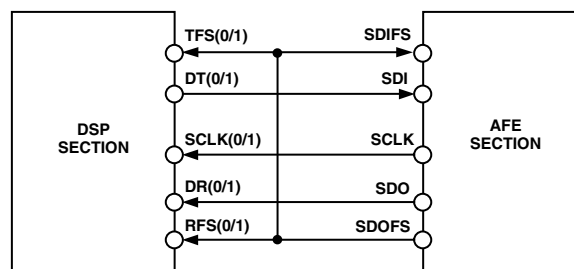 TFS(0/1) SDIFS
DT(0/1) SDI
DSP
SECTION
AFE
SECTION
SCLK(0/1) SCLK
DR(0/1) SDO
RFS(0/1) SDOFS